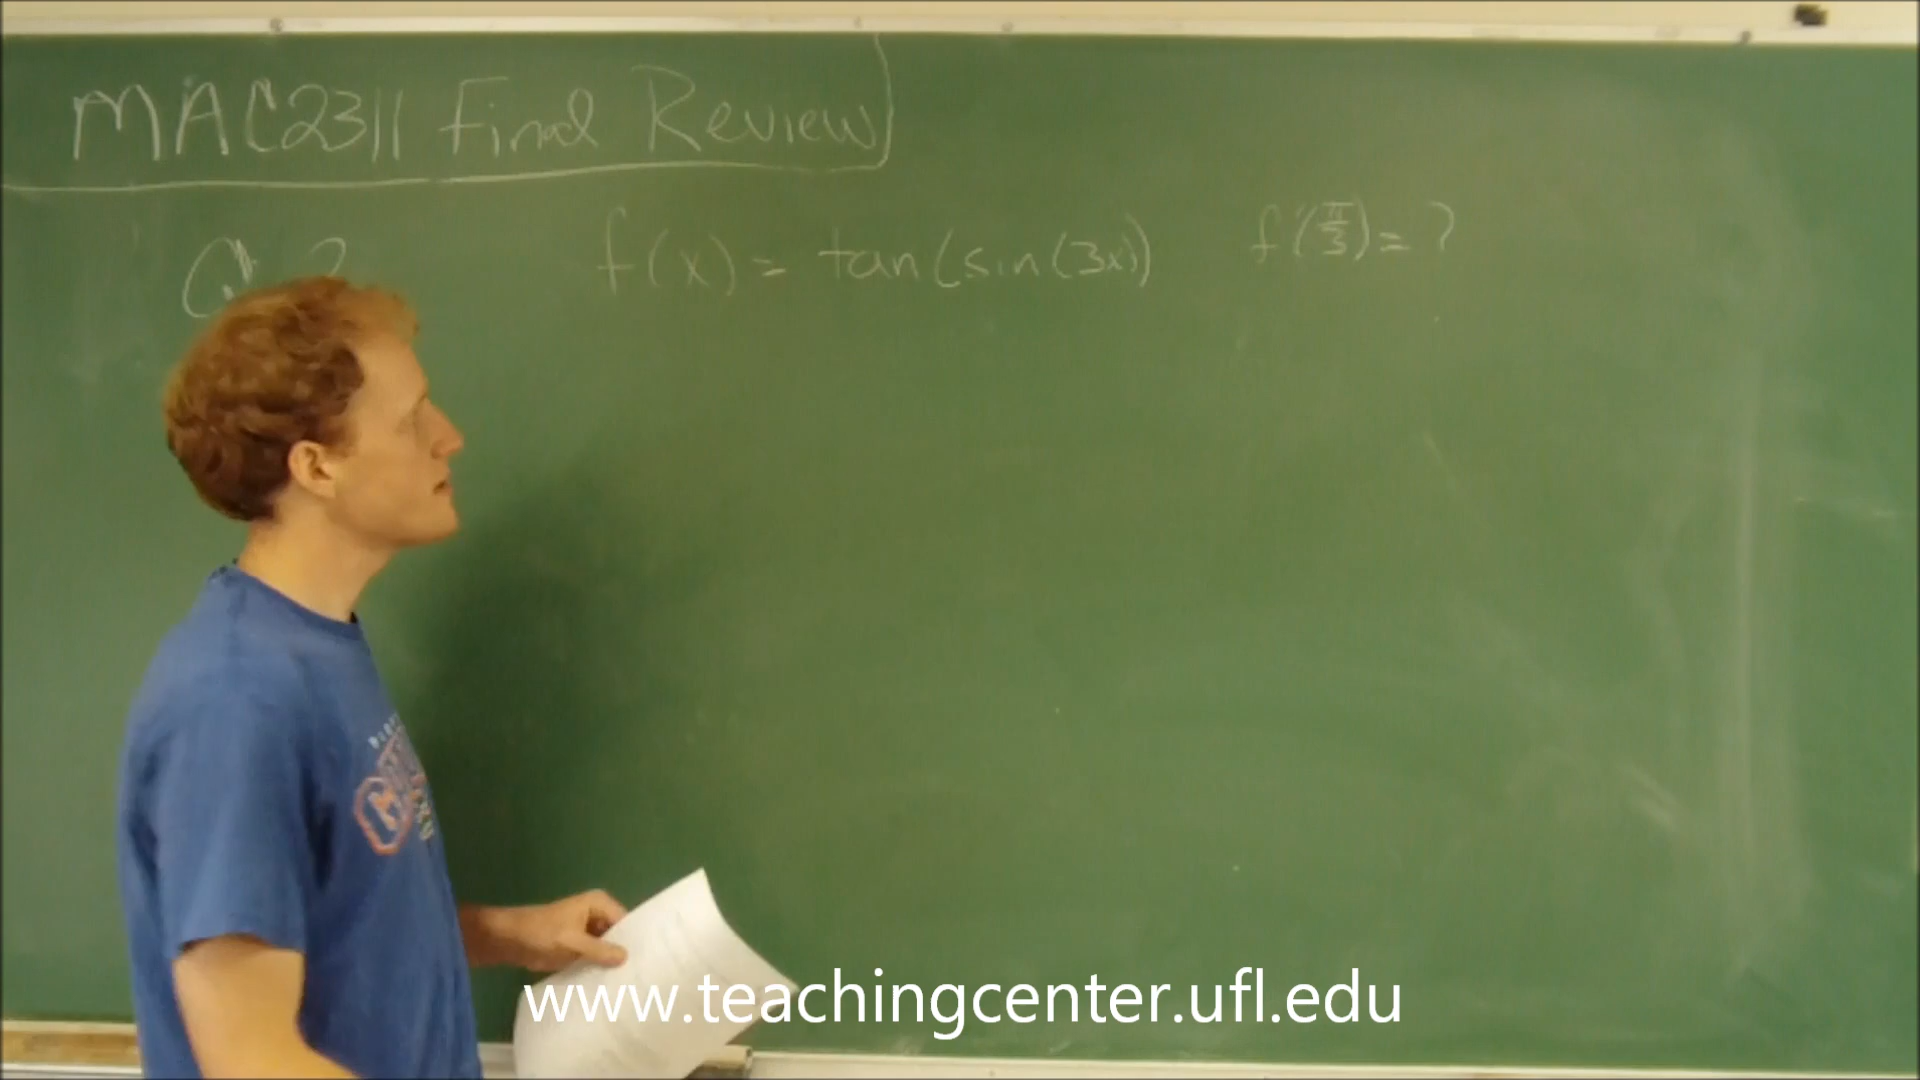 MAC2311 Final Review
f(x) = tan(sin(3x)) f'(π/3) = ?
www.teachingcenter.ufl.edu